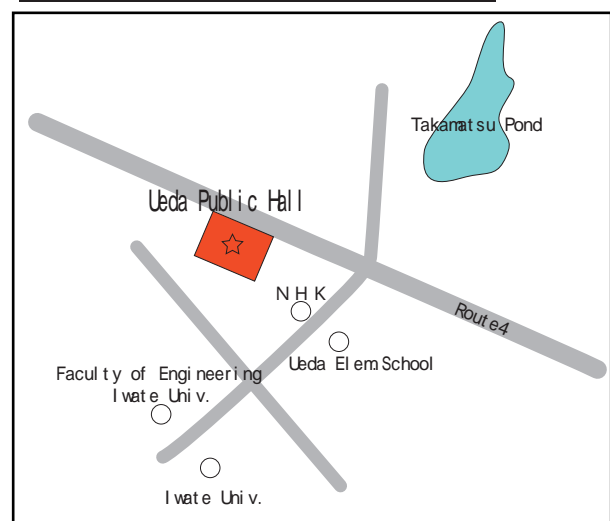 Takamatsu Pond
Ueda Public Hall
NHK
Route4
Ueda Elem.School
Faculty of Engineering
Iwate Univ.
Iwate Univ.